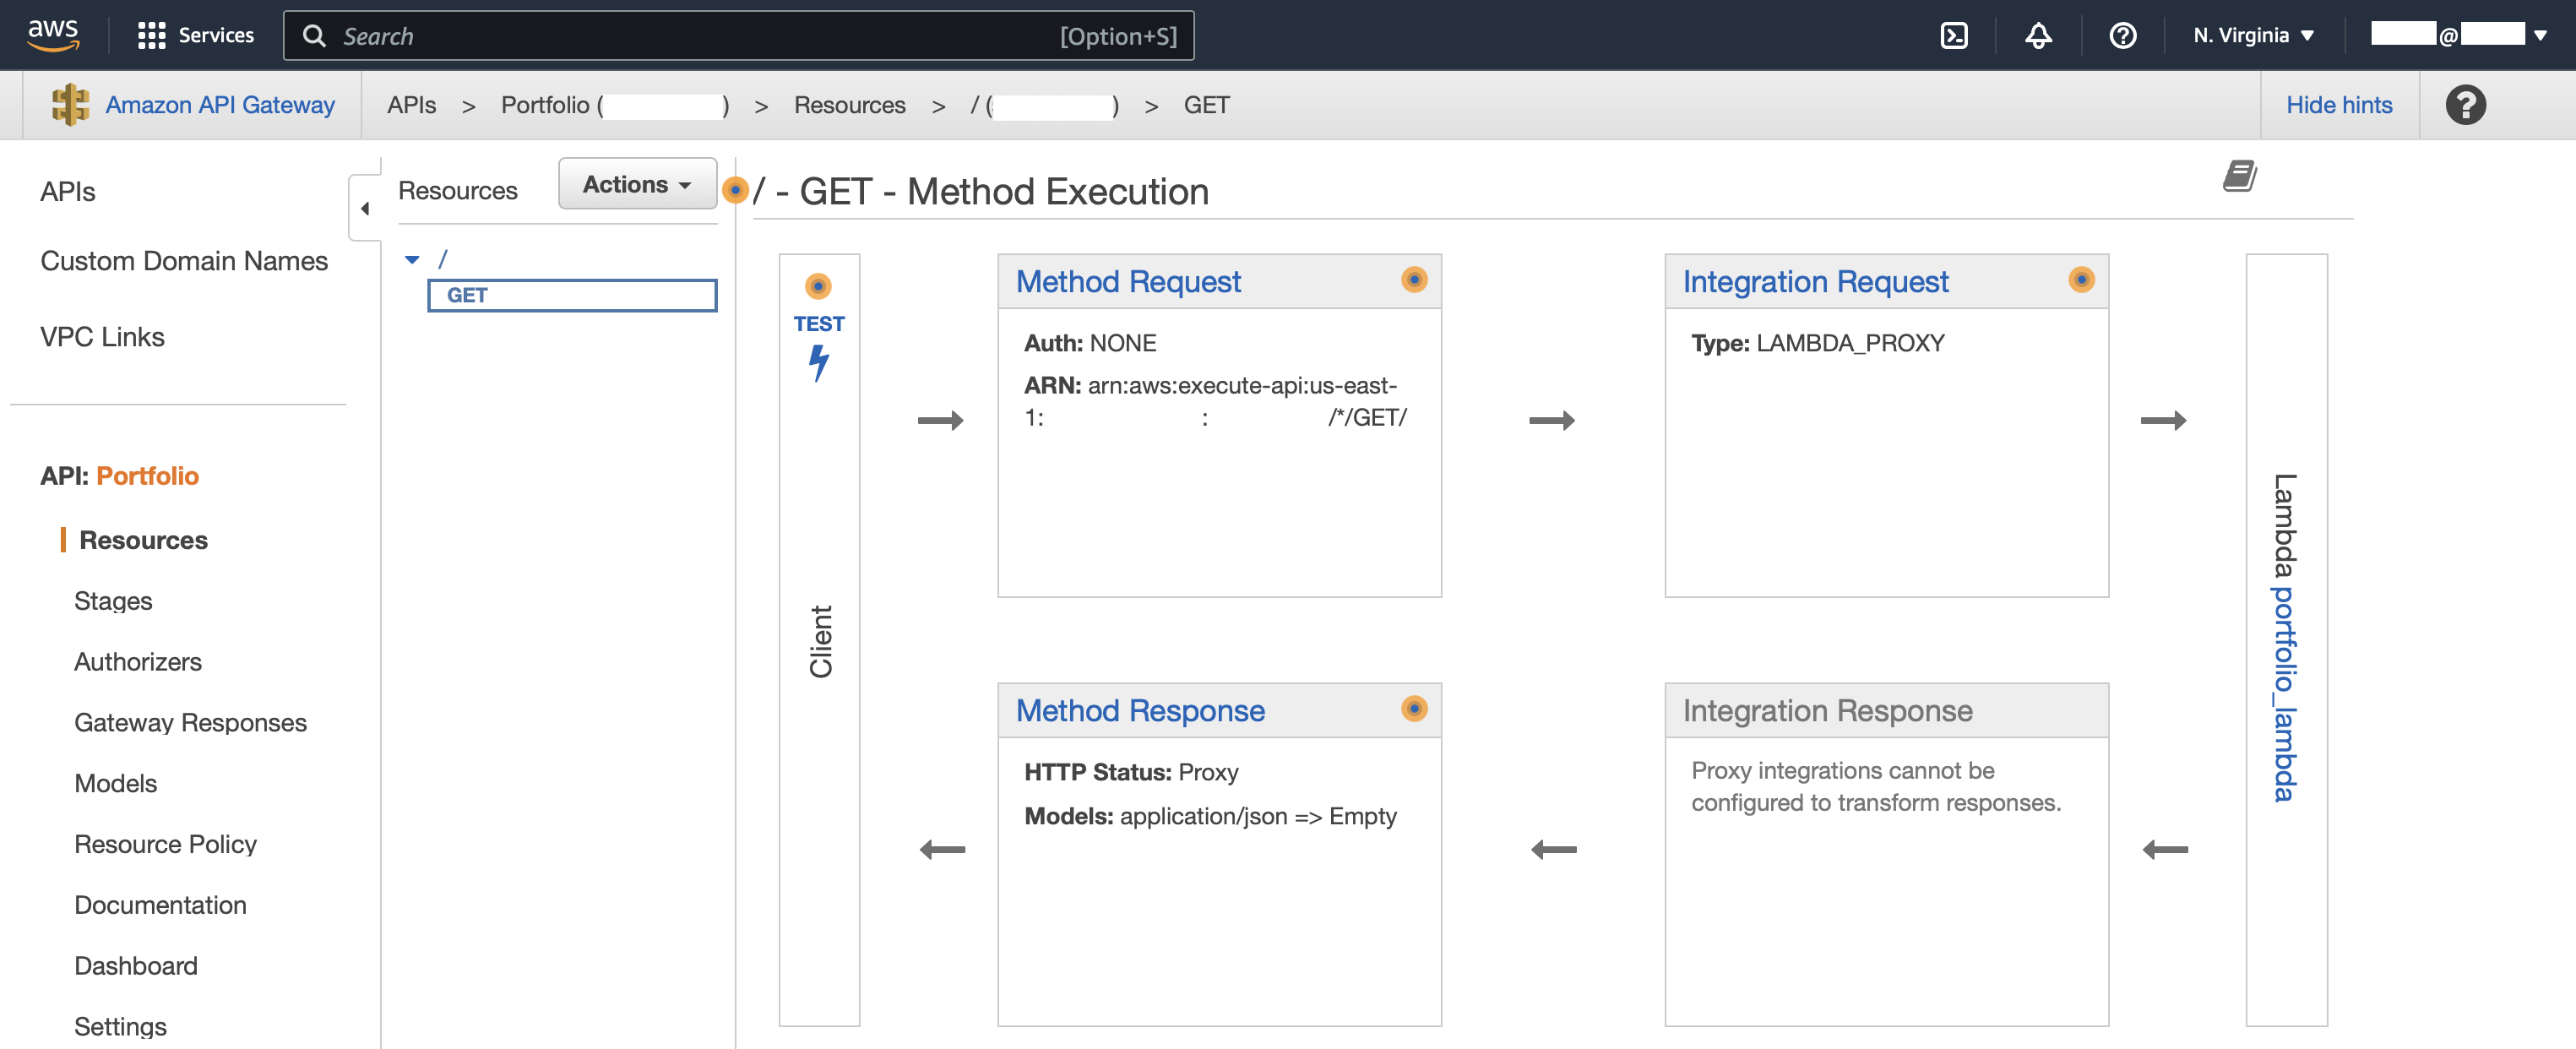 aws
Services
Search
[Option+S]
N. Virginia
@
Amazon API Gateway
APIs > Portfolio ( ) > Resources > / ( ) > GET
Hide hints
APIs
Custom Domain Names
VPC Links
API: Portfolio
Resources
Stages
Authorizers
Gateway Responses
Models
Resource Policy
Documentation
Dashboard
Settings
Resources
Actions
/
GET
/ - GET - Method Execution
TEST
Client
Method Request
Auth: NONE
ARN: arn:aws:execute-api:us-east-
1: : /*/GET/
Integration Request
Type: LAMBDA_PROXY
Lambda portfolio_lambda
Method Response
HTTP Status: Proxy
Models: application/json => Empty
Integration Response
Proxy integrations cannot be
configured to transform responses.